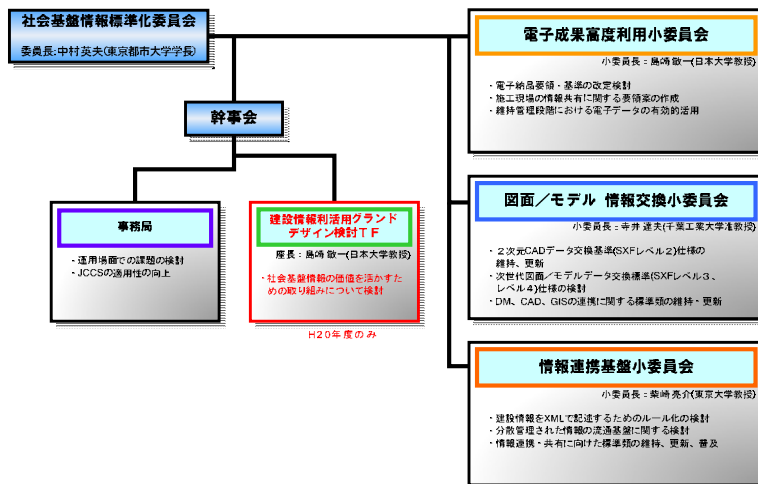 社会基盤情報標準化委員会
委員長:中村英夫(東京都市大学学長)
幹事会
事務局
・運用場面での課題の検討
・JCCSの適用性の向上
建設情報利活用グランド
デザイン検討TF
座長:島崎敏一(日本大学教授)
・社会基盤情報の価値を活かすた
めの取り組みについて検討
H20年度のみ
電子成果高度利用小委員会
小委員長:島崎敏一(日本大学教授)
・電子納品要領・基準の改定検討
・施工現場の情報共有に関する要領案の作成
・維持管理段階における電子データの有効的活用
図面/モデル 情報交換小委員会
小委員長:寺井達夫(千葉工業大学准教授)
・2次元CADデータ交換基準(SXFレベル2)仕様の
維持、更新
・次世代図面/モデルデータ交換標準(SXFレベル3、
レベル4)仕様の検討
・DM、CAD、GISの連携に関する標準類の維持・更新
情報連携基盤小委員会
小委員長:柴崎亮介(東京大学教授)
・建設情報をXMLで記述するためのルール化の検討
・分散管理された情報の流通基盤に関する検討
・情報連携・共有に向けた標準類の維持、更新、普及